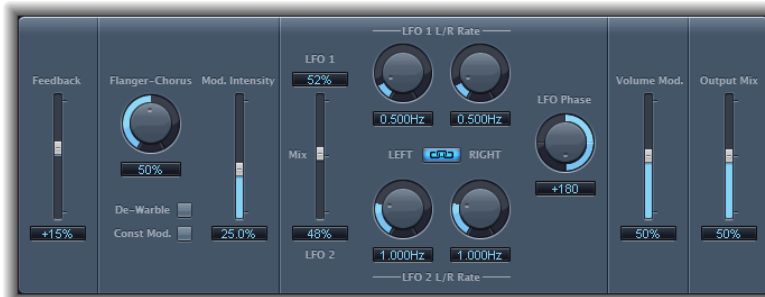 LFO 1 L/R Rate
LFO 1
Feedback
Flanger-Chorus
Mod. Intensity
52%
Volume Mod.
Output Mix
LFO Phase
0.500Hz
0.500Hz
Mix
LEFT
RIGHT
50%
+180
De-Warble
Const Mod.
+15%
25.0%
48%
50%
50%
LFO 2
1.000Hz
1.000Hz
LFO 2 L/R Rate